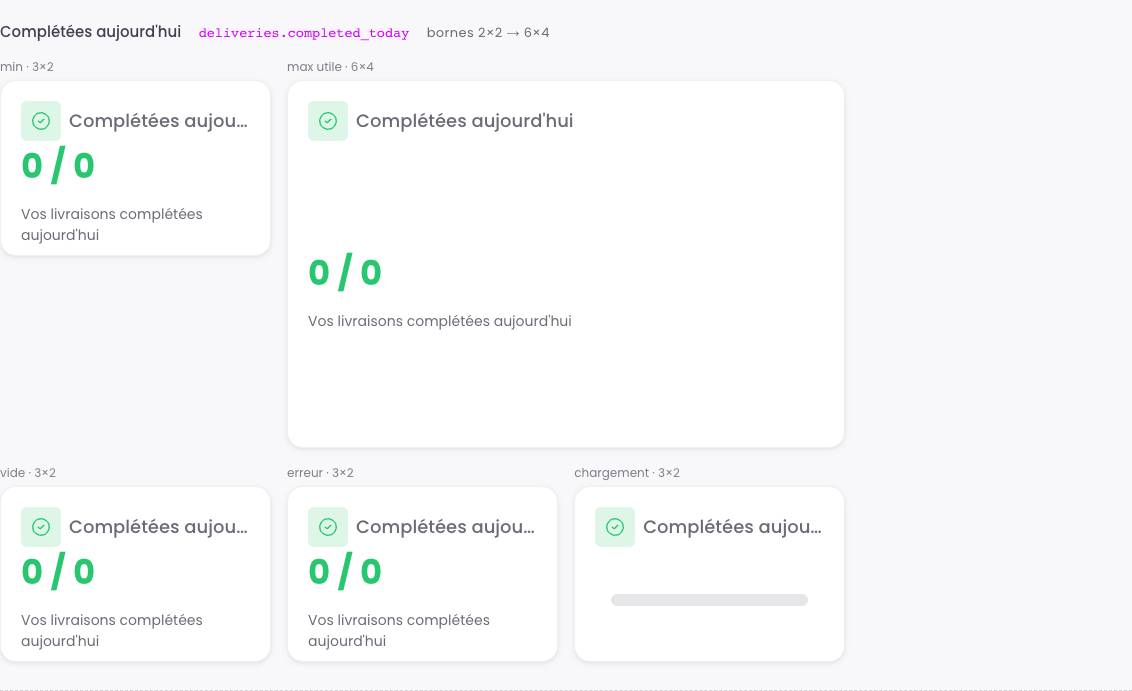 Complétées aujourd'hui deliveries.completed_today bornes 2×2 → 6×4
min · 3×2
max utile · 6×4
Complétées aujou...
0 / 0
Vos livraisons complétées
aujourd'hui
Complétées aujourd'hui
0 / 0
Vos livraisons complétées aujourd'hui
vide · 3×2
erreur · 3×2
chargement · 3×2
Complétées aujou...
0 / 0
Vos livraisons complétées
aujourd'hui
Complétées aujou...
0 / 0
Vos livraisons complétées
aujourd'hui
Complétées aujou...